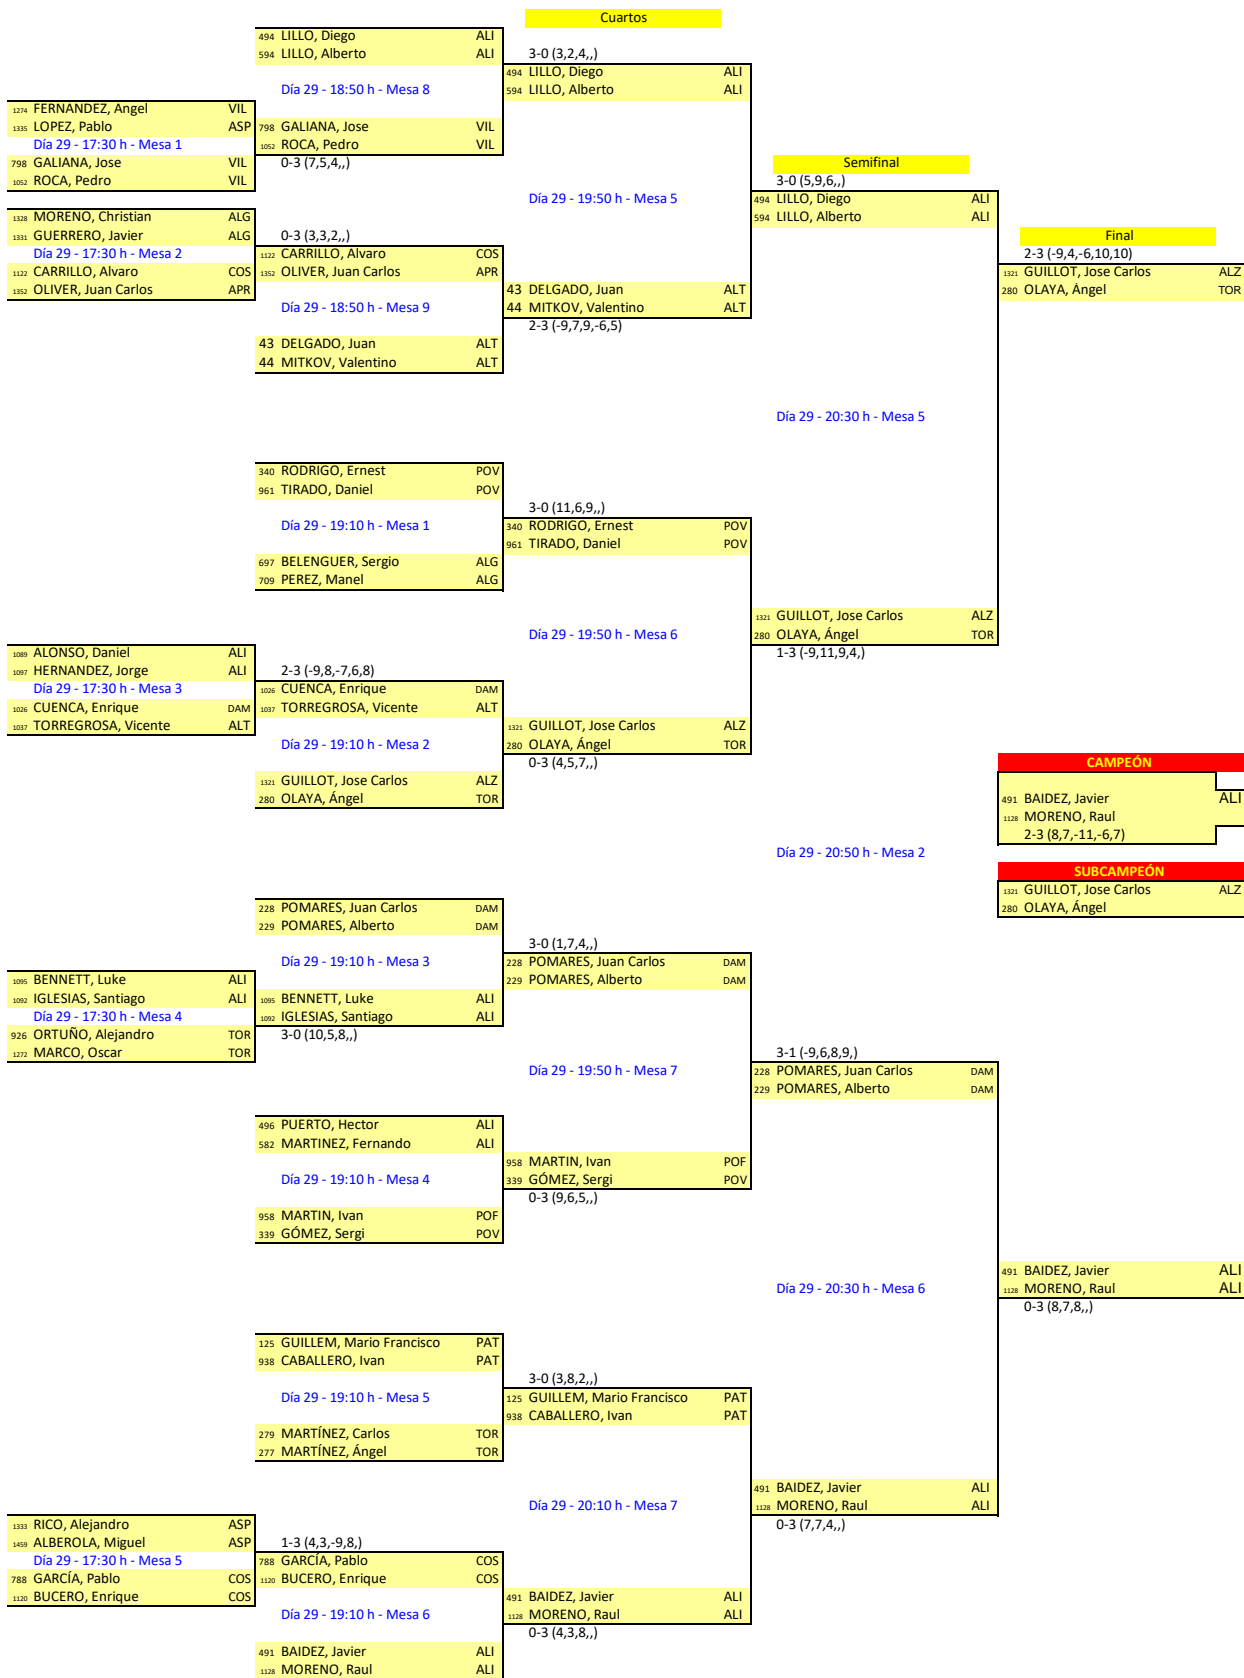 Cuartos
494 LILLO, Diego ALI
594 LILLO, Alberto ALI
3-0 (3,2,4,,)
494 LILLO, Diego ALI
Día 29 - 18:50 h - Mesa 8
594 LILLO, Alberto ALI
1274 FERNANDEZ, Angel VIL
1335 LOPEZ, Pablo ASP
798 GALIANA, Jose VIL
Día 29 - 17:30 h - Mesa 1
1052 ROCA, Pedro VIL
798 GALIANA, Jose VIL
0-3 (7,5,4,,)
Semifinal
1052 ROCA, Pedro VIL
3-0 (5,9,6,,)
Día 29 - 19:50 h - Mesa 5
494 LILLO, Diego ALI
1328 MORENO, Christian ALG
594 LILLO, Alberto ALI
1331 GUERRERO, Javier ALG
0-3 (3,3,2,,)
Final
Día 29 - 17:30 h - Mesa 2
1122 CARRILLO, Alvaro COS
2-3 (-9,4,-6,10,10)
1122 CARRILLO, Alvaro COS
1352 OLIVER, Juan Carlos APR
1321 GUILLOT, Jose Carlos ALZ
1352 OLIVER, Juan Carlos APR
43 DELGADO, Juan ALT
280 OLAYA, Ángel TOR
Día 29 - 18:50 h - Mesa 9
44 MITKOV, Valentino ALT
2-3 (-9,7,9,-6,5)
43 DELGADO, Juan ALT
44 MITKOV, Valentino ALT
Día 29 - 20:30 h - Mesa 5
340 RODRIGO, Ernest POV
961 TIRADO, Daniel POV
3-0 (11,6,9,,)
Día 29 - 19:10 h - Mesa 1
340 RODRIGO, Ernest POV
961 TIRADO, Daniel POV
697 BELENGUER, Sergio ALG
709 PEREZ, Manel ALG
1321 GUILLOT, Jose Carlos ALZ
Día 29 - 19:50 h - Mesa 6
280 OLAYA, Ángel TOR
1089 ALONSO, Daniel ALI
1-3 (-9,11,9,4,)
1097 HERNANDEZ, Jorge ALI
2-3 (-9,8,-7,6,8)
Día 29 - 17:30 h - Mesa 3
1026 CUENCA, Enrique DAM
1026 CUENCA, Enrique DAM
1037 TORREGROSA, Vicente ALT
1037 TORREGROSA, Vicente ALT
1321 GUILLOT, Jose Carlos ALZ
Día 29 - 19:10 h - Mesa 2
280 OLAYA, Ángel TOR
0-3 (4,5,7,,)
CAMPEÓN
1321 GUILLOT, Jose Carlos ALZ
280 OLAYA, Ángel TOR
491 BAIDEZ, Javier ALI
1128 MORENO, Raul
2-3 (8,7,-11,-6,7)
Día 29 - 20:50 h - Mesa 2
SUBCAMPEÓN
1321 GUILLOT, Jose Carlos ALZ
228 POMARES, Juan Carlos DAM
280 OLAYA, Ángel
229 POMARES, Alberto DAM
3-0 (1,7,4,,)
Día 29 - 19:10 h - Mesa 3
228 POMARES, Juan Carlos DAM
1095 BENNETT, Luke ALI
229 POMARES, Alberto DAM
1092 IGLESIAS, Santiago ALI
1095 BENNETT, Luke ALI
Día 29 - 17:30 h - Mesa 4
1092 IGLESIAS, Santiago ALI
926 ORTUÑO, Alejandro TOR
3-0 (10,5,8,,)
1272 MARCO, Oscar TOR
3-1 (-9,6,8,9,)
Día 29 - 19:50 h - Mesa 7
228 POMARES, Juan Carlos DAM
229 POMARES, Alberto DAM
496 PUERTO, Hector ALI
582 MARTINEZ, Fernando ALI
958 MARTIN, Ivan POF
Día 29 - 19:10 h - Mesa 4
339 GÓMEZ, Sergi POV
0-3 (9,6,5,,)
958 MARTIN, Ivan POF
339 GÓMEZ, Sergi POV
491 BAIDEZ, Javier ALI
Día 29 - 20:30 h - Mesa 6
1128 MORENO, Raul ALI
0-3 (8,7,8,,)
125 GUILLEM, Mario Francisco PAT
938 CABALLERO, Ivan PAT
3-0 (3,8,2,,)
Día 29 - 19:10 h - Mesa 5
125 GUILLEM, Mario Francisco PAT
938 CABALLERO, Ivan PAT
279 MARTÍNEZ, Carlos TOR
277 MARTÍNEZ, Ángel TOR
491 BAIDEZ, Javier ALI
Día 29 - 20:10 h - Mesa 7
1128 MORENO, Raul ALI
1333 RICO, Alejandro ASP
0-3 (7,7,4,,)
1459 ALBEROLA, Miguel ASP
1-3 (4,3,-9,8,)
Día 29 - 17:30 h - Mesa 5
788 GARCÍA, Pablo COS
788 GARCÍA, Pablo COS
1120 BUCERO, Enrique COS
1120 BUCERO, Enrique COS
491 BAIDEZ, Javier ALI
Día 29 - 19:10 h - Mesa 6
1128 MORENO, Raul ALI
0-3 (4,3,8,,)
491 BAIDEZ, Javier ALI
1128 MORENO, Raul ALI